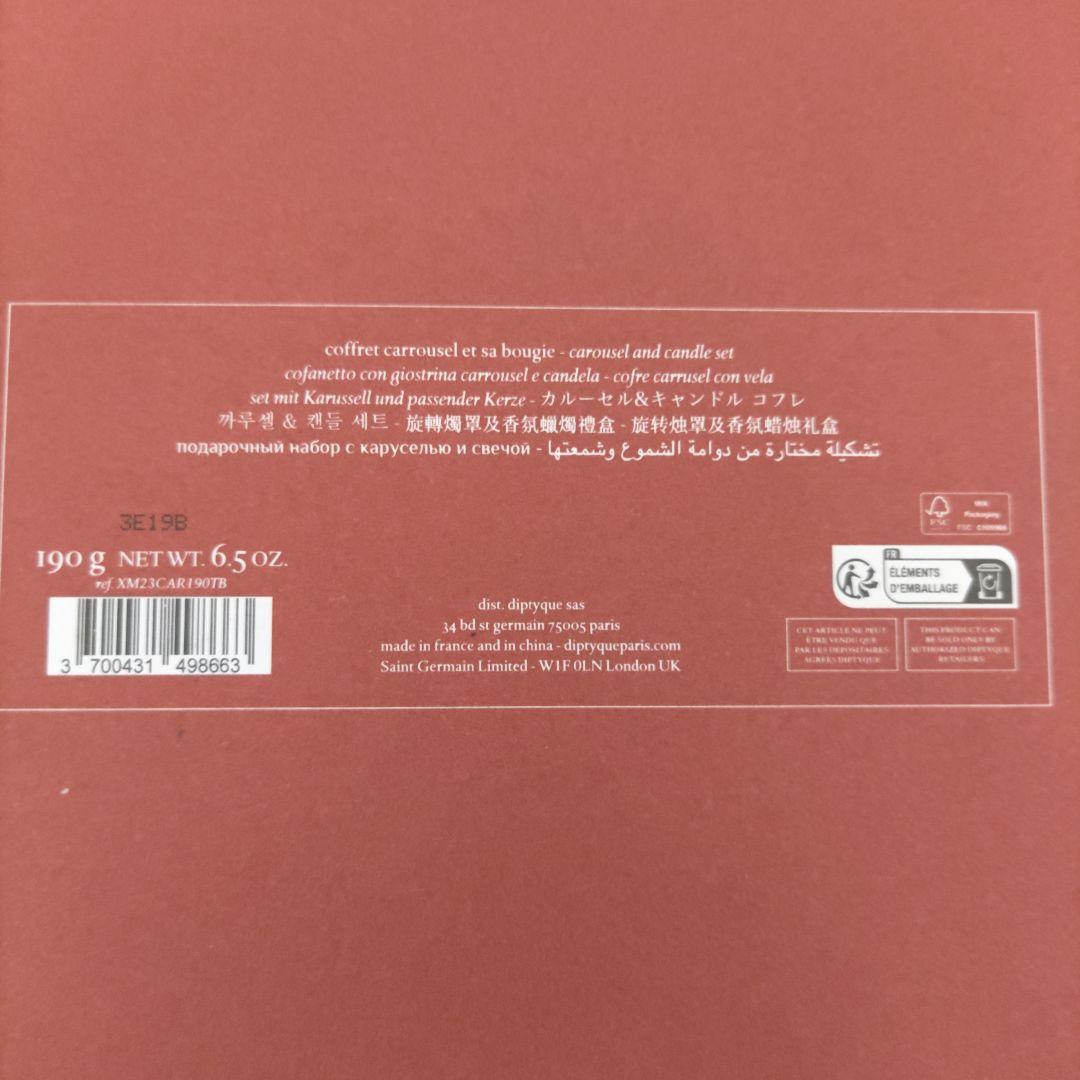 coffret carrousel et sa bougie - carousel and candle set
cofanetto con giostrina carrousel e candela - cofre carrusel con vela
set mit Karussell und passender Kerze - カルーセル&キャンドル コフレ
까루셀 & 캔들 세트 - 旋轉燭罩及香氛蠟燭禮盒 - 旋转烛罩及香氛蜡烛礼盒
подарочный набор с каруселью и свечой - تشكيلة مختارة من دوامة الشموع وشمعتها
3E19B
190 g NET WT. 6.5 OZ.
ref. XM23CAR190TB
3 700431 498663
dist. diptyque sas
34 bd st germain 75005 paris
made in france and in china - diptyqueparis.com
Saint Germain Limited - W1F 0LN London UK
FSC
Packaging
FSC
FR
ÉLÉMENTS
D'EMBALLAGE
CET ARTICLE NE PEUT
ÊTRE VENDU QUE
PAR LES DEPOSITAIRES
AGREÉS DIPTYQUE
THIS PRODUCT CAN
BE SOLD ONLY BY
AUTHORIZED DIPTYQUE
RETAILERS